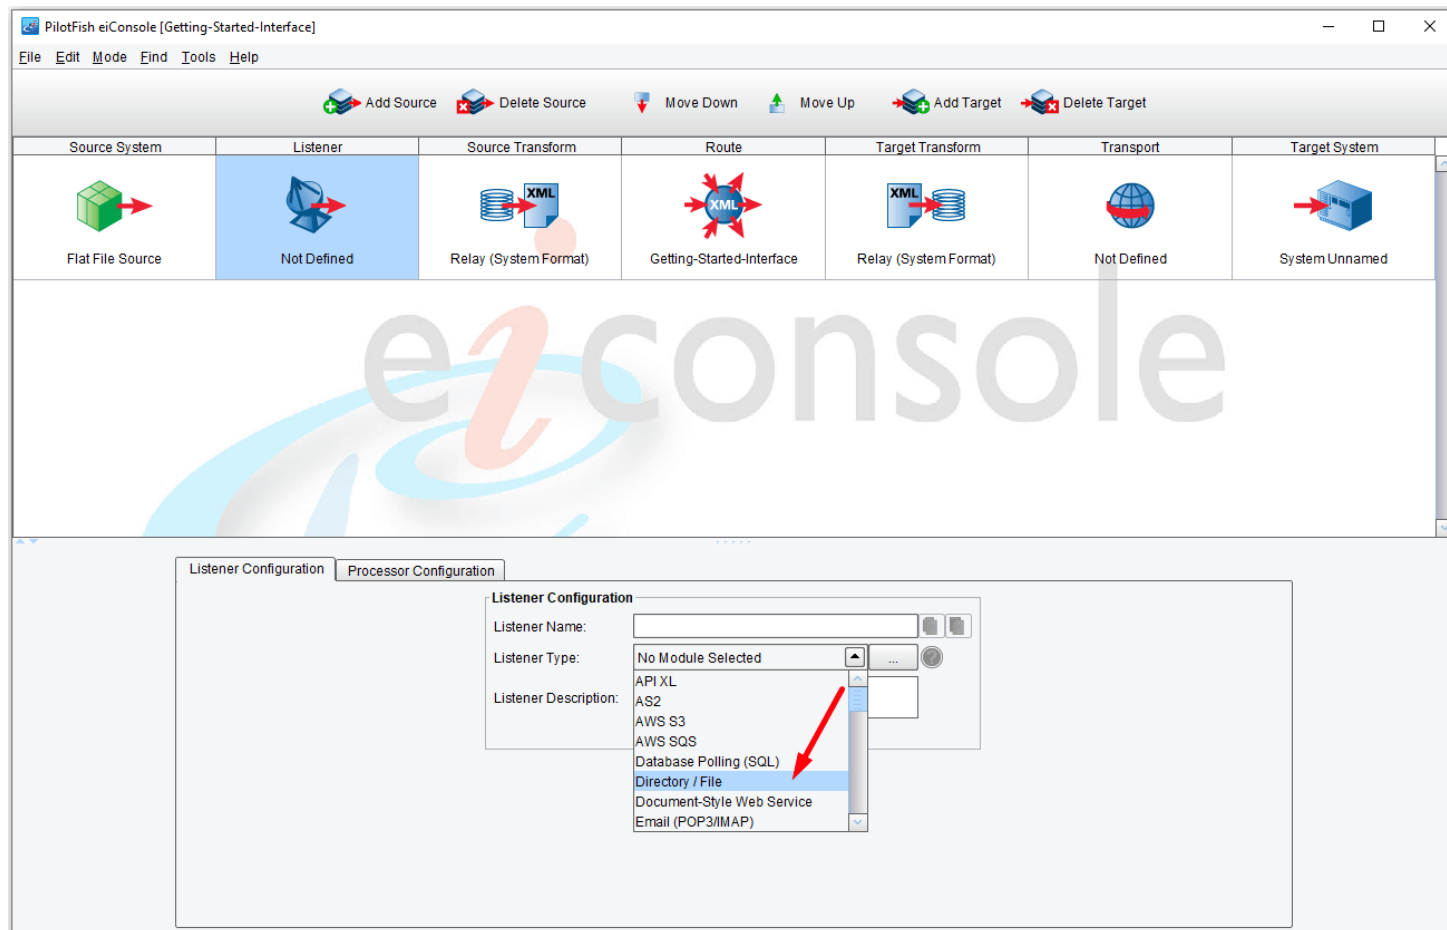 PilotFish eiConsole [Getting-Started-Interface]
File Edit Mode Find Tools Help
Add Source Delete Source Move Down Move Up Add Target Delete Target
Source System Listener Source Transform Route Target Transform Transport Target System
XML XML XML
Flat File Source Not Defined Relay (System Format) Getting-Started-Interface Relay (System Format) Not Defined System Unnamed
eiconsole
Listener Configuration Processor Configuration
Listener Configuration
Listener Name:
Listener Type: No Module Selected ... ?
API XL
Listener Description:
AS2
AWS S3
AWS SQS
Database Polling (SQL)
Directory / File
Document-Style Web Service
Email (POP3/IMAP)